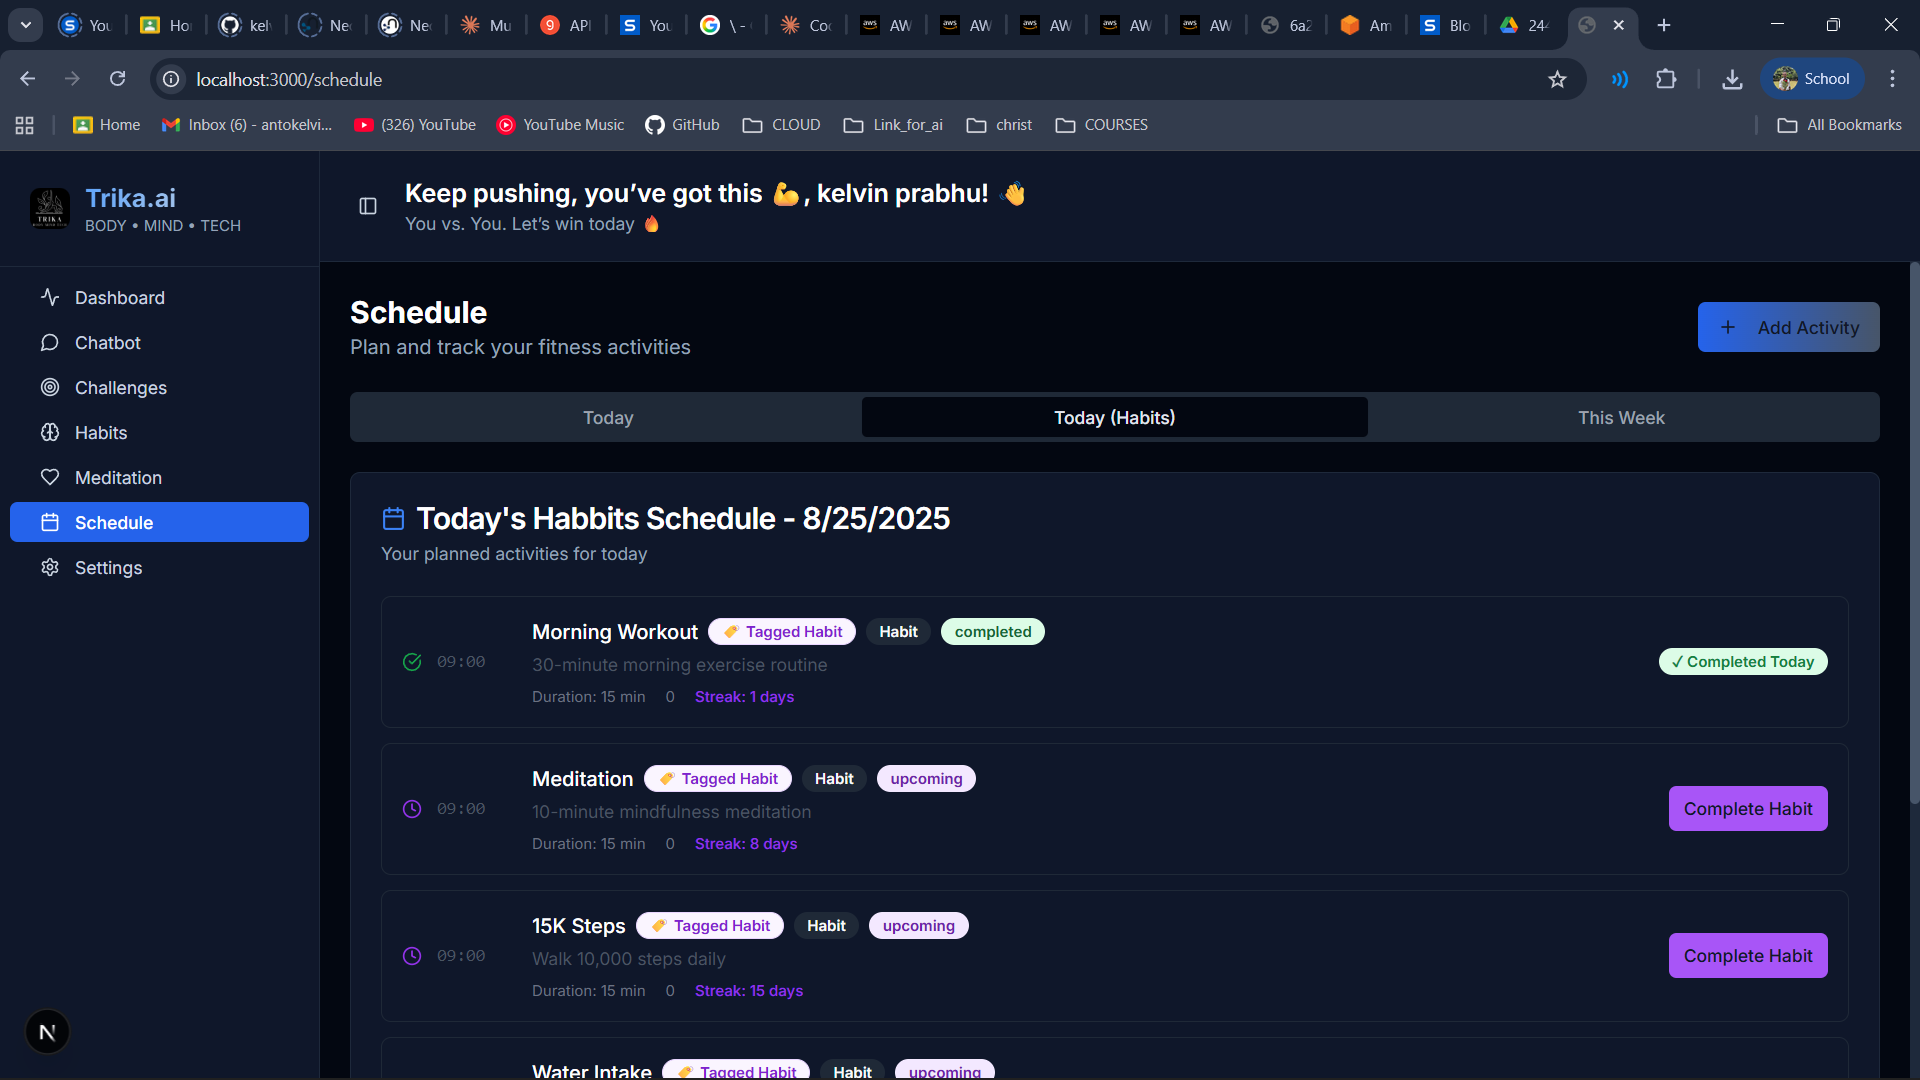 You
Ho
kel
Ne
Ne
Mu
API
You
\ -
Co
AW
AW
AW
AW
AW
6a2
Am
Blo
244
localhost:3000/schedule
School
Home
Inbox (6) - antokelvi...
(326) YouTube
YouTube Music
GitHub
CLOUD
Link_for_ai
christ
COURSES
All Bookmarks
Trika.ai
BODY • MIND • TECH
Dashboard
Chatbot
Challenges
Habits
Meditation
Schedule
Settings
Keep pushing, you’ve got this 💪, kelvin prabhu! 👋
You vs. You. Let’s win today 🔥
Schedule
Plan and track your fitness activities
+ Add Activity
Today
Today (Habits)
This Week
Today's Habbits Schedule - 8/25/2025
Your planned activities for today
09:00
Morning Workout 🏷️ Tagged Habit Habit completed
30-minute morning exercise routine
Duration: 15 min 0 Streak: 1 days
✓ Completed Today
09:00
Meditation 🏷️ Tagged Habit Habit upcoming
10-minute mindfulness meditation
Duration: 15 min 0 Streak: 8 days
Complete Habit
09:00
15K Steps 🏷️ Tagged Habit Habit upcoming
Walk 10,000 steps daily
Duration: 15 min 0 Streak: 15 days
Complete Habit
Water Intake 🏷️ Tagged Habit Habit upcoming
N